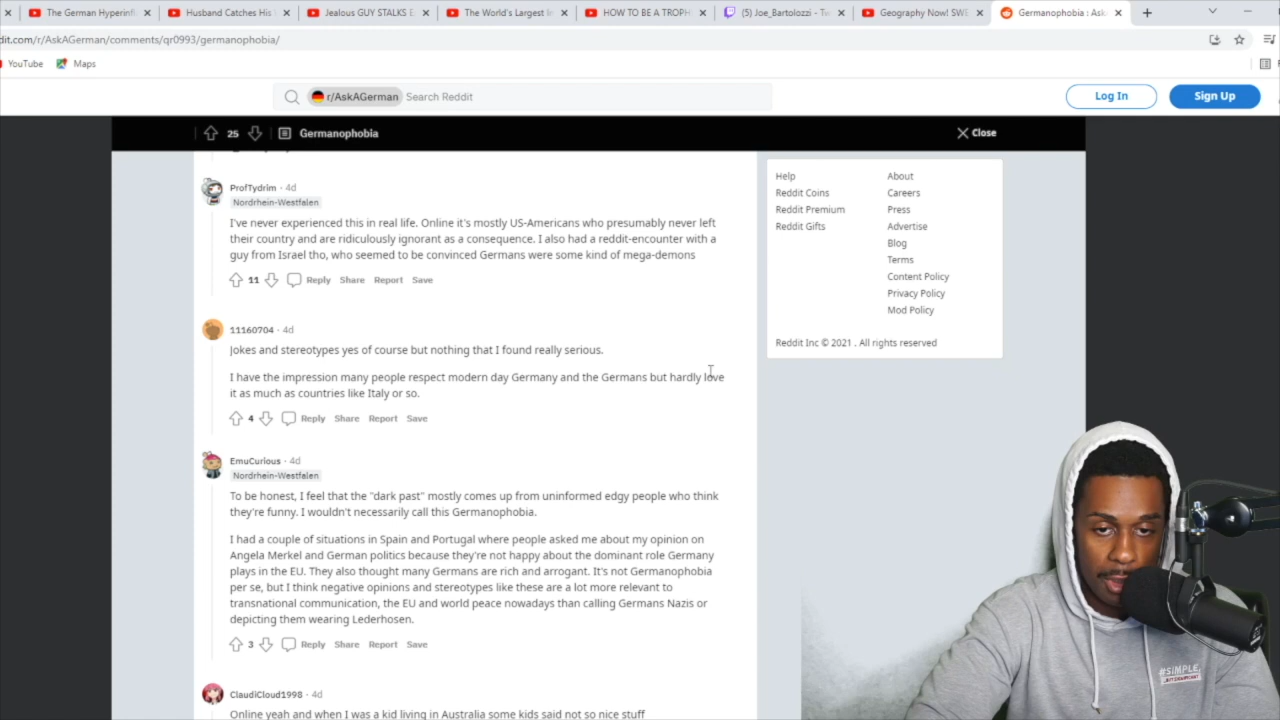 The German Hyperinfl
Husband Catches His
Jealous GUY STALKS E
The World's Largest In
HOW TO BE A TROPH
(5) Joe_Bartolozzi - Tw
Geography Now! SWE
Germanophobia : Ask
dit.com/r/AskAGerman/comments/qr0993/germanophobia/
YouTube
Maps
r/AskAGerman
Search Reddit
Log In
Sign Up
25
Germanophobia
Close
ProfTydrim · 4d
Nordrhein-Westfalen
I've never experienced this in real life. Online it's mostly US-Americans who presumably never left
their country and are ridiculously ignorant as a consequence. I also had a reddit-encounter with a
guy from Israel tho, who seemed to be convinced Germans were some kind of mega-demons
11 Reply Share Report Save
11160704 · 4d
Jokes and stereotypes yes of course but nothing that I found really serious.
I have the impression many people respect modern day Germany and the Germans but hardly love
it as much as countries like Italy or so.
4 Reply Share Report Save
EmuCurious · 4d
Nordrhein-Westfalen
To be honest, I feel that the "dark past" mostly comes up from uninformed edgy people who think
they're funny. I wouldn't necessarily call this Germanophobia.
I had a couple of situations in Spain and Portugal where people asked me about my opinion on
Angela Merkel and German politics because they're not happy about the dominant role Germany
plays in the EU. They also thought many Germans are rich and arrogant. It's not Germanophobia
per se, but I think negative opinions and stereotypes like these are a lot more relevant to
transnational communication, the EU and world peace nowadays than calling Germans Nazis or
depicting them wearing Lederhosen.
3 Reply Share Report Save
ClaudiCloud1998 · 4d
Online yeah and when I was a kid living in Australia some kids said not so nice stuff
Help
Reddit Coins
Reddit Premium
Reddit Gifts
About
Careers
Press
Advertise
Blog
Terms
Content Policy
Privacy Policy
Mod Policy
Reddit Inc © 2021 . All rights reserved
#SIMPLE